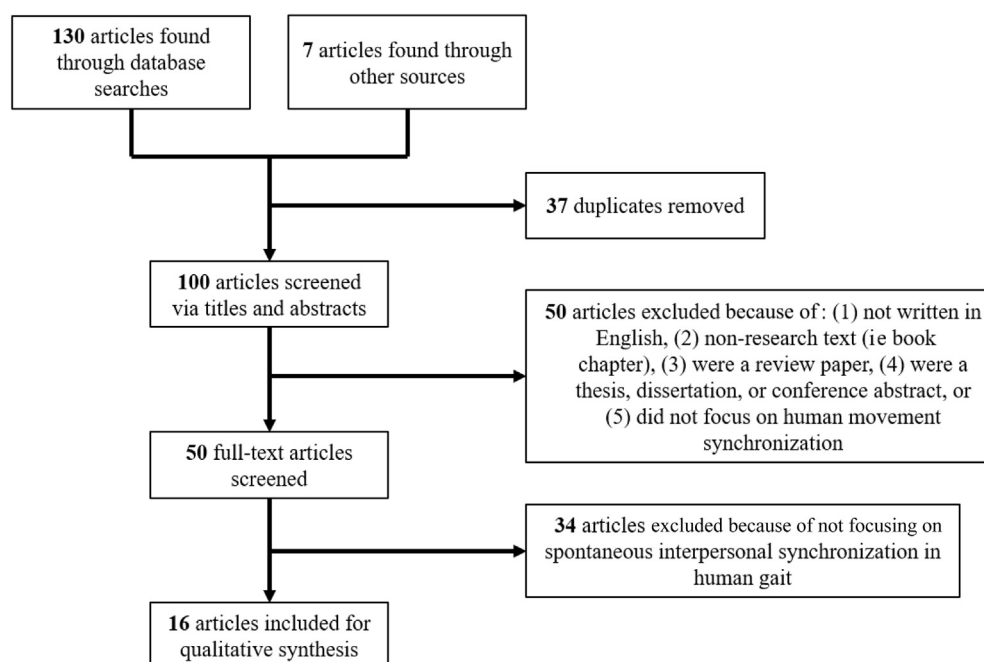 130 articles found
through database
searches
7 articles found through
other sources
37 duplicates removed
100 articles screened
via titles and abstracts
50 articles excluded because of: (1) not written in
English, (2) non-research text (ie book
chapter), (3) were a review paper, (4) were a
thesis, dissertation, or conference abstract, or
(5) did not focus on human movement
synchronization
50 full-text articles
screened
34 articles excluded because of not focusing on
spontaneous interpersonal synchronization in
human gait
16 articles included for
qualitative synthesis